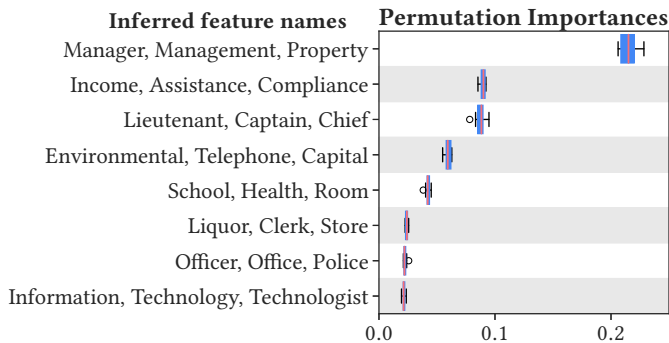 Inferred feature names
Permutation Importances
Manager, Management, Property
Income, Assistance, Compliance
Lieutenant, Captain, Chief
Environmental, Telephone, Capital
School, Health, Room
Liquor, Clerk, Store
Officer, Office, Police
Information, Technology, Technologist
0.0 0.1 0.2